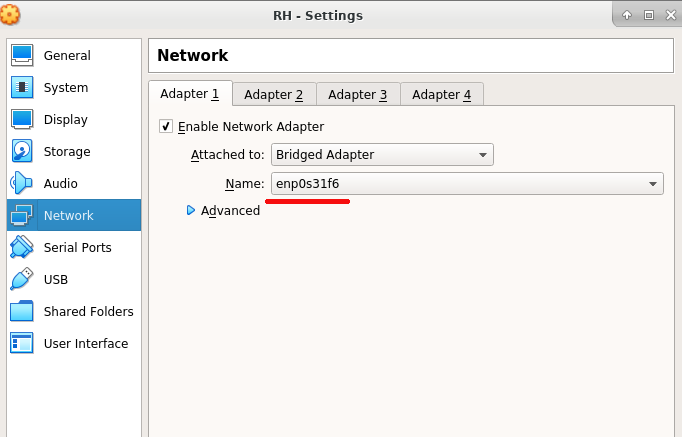 RH - Settings
General
System
Display
Storage
Audio
Network
Serial Ports
USB
Shared Folders
User Interface
Network
Adapter 1 Adapter 2 Adapter 3 Adapter 4
Enable Network Adapter
Attached to: Bridged Adapter
Name: enp0s31f6
Advanced